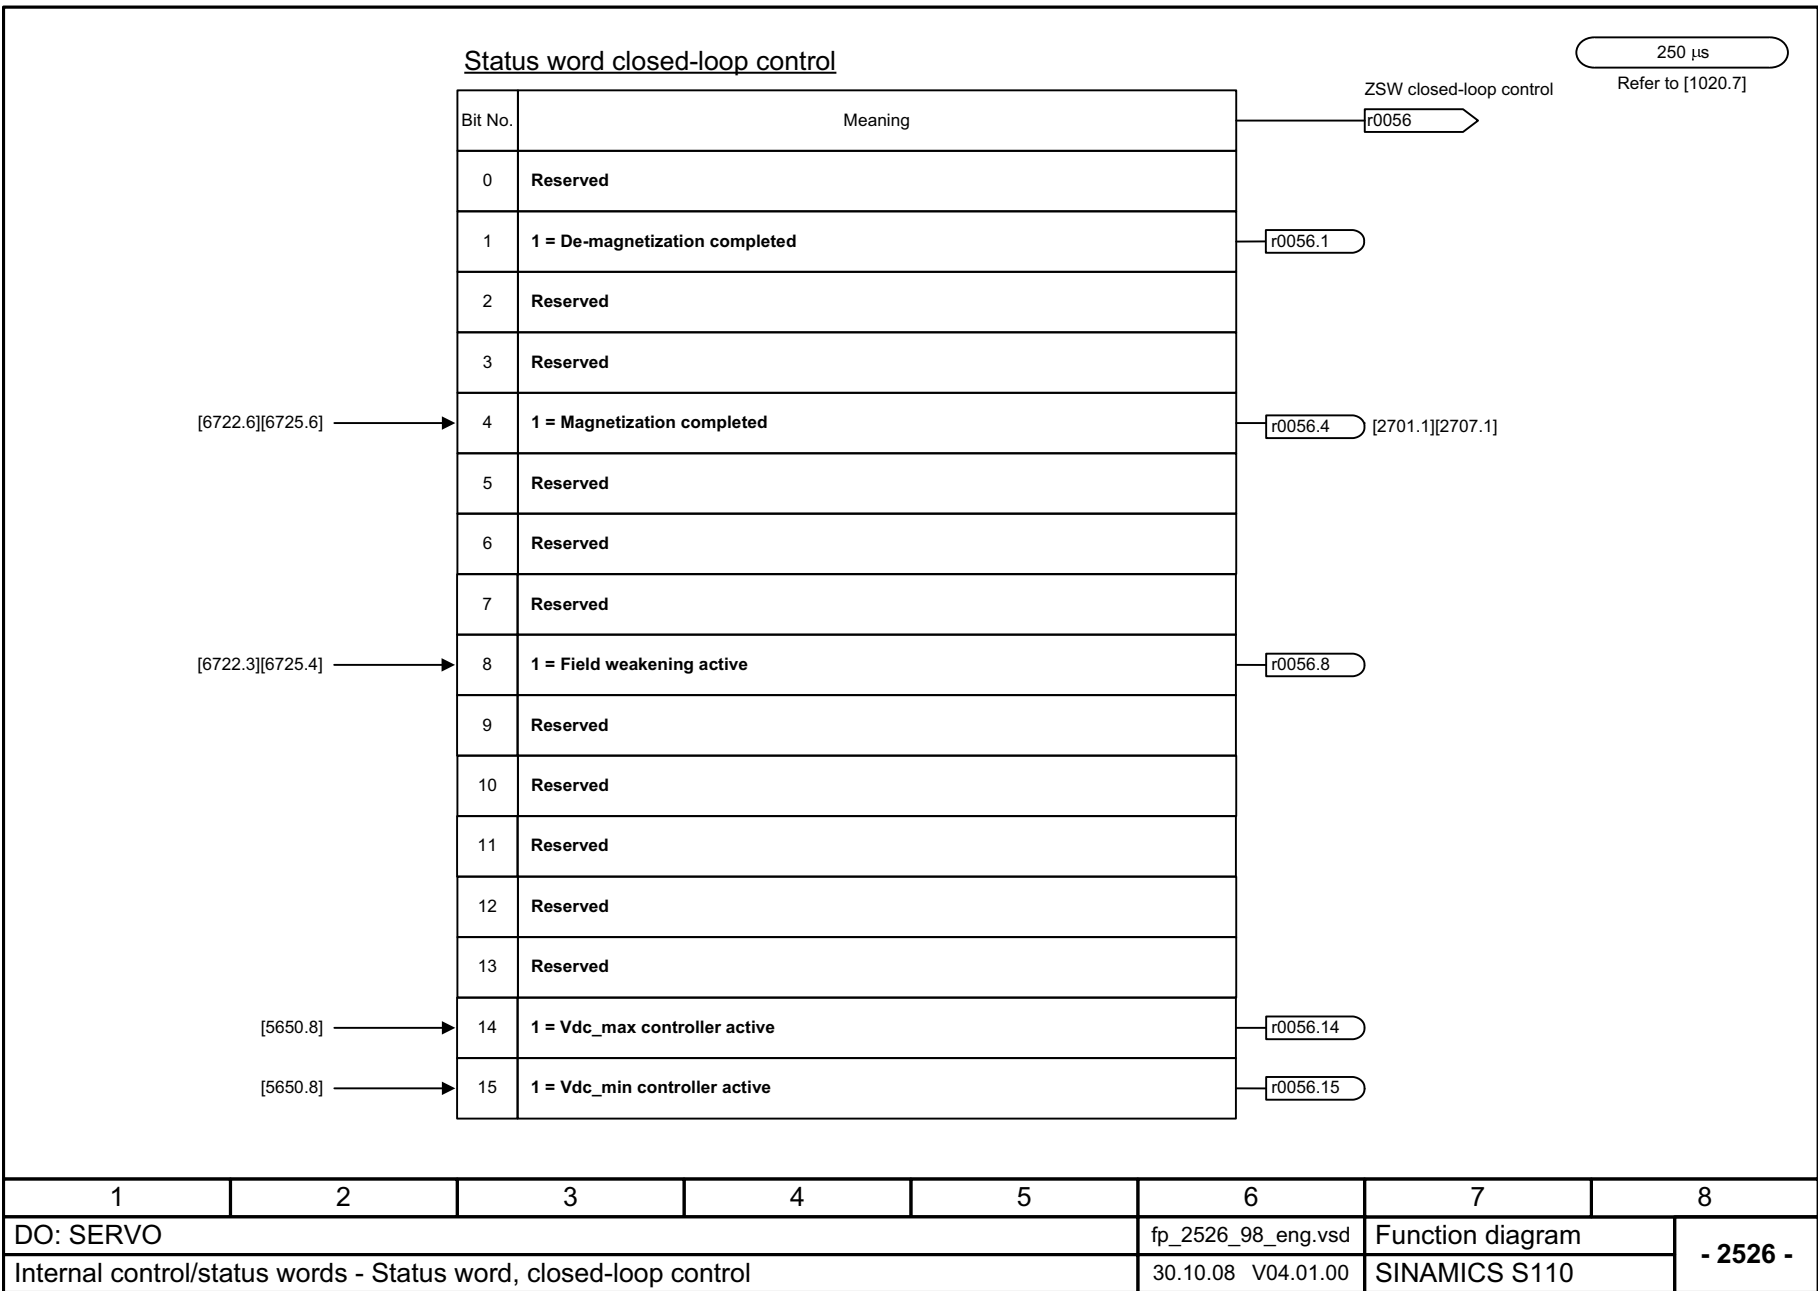 Status word closed-loop control
250 µs
Refer to [1020.7]
ZSW closed-loop control
Bit No. Meaning r0056
0 Reserved
1 1 = De-magnetization completed r0056.1
2 Reserved
3 Reserved
[6722.6][6725.6] 4 1 = Magnetization completed r0056.4 [2701.1][2707.1]
5 Reserved
6 Reserved
7 Reserved
[6722.3][6725.4] 8 1 = Field weakening active r0056.8
9 Reserved
10 Reserved
11 Reserved
12 Reserved
13 Reserved
[5650.8] 14 1 = Vdc_max controller active r0056.14
[5650.8] 15 1 = Vdc_min controller active r0056.15
1 2 3 4 5 6 7 8
DO: SERVO fp_2526_98_eng.vsd Function diagram
- 2526 -
Internal control/status words - Status word, closed-loop control 30.10.08 V04.01.00 SINAMICS S110